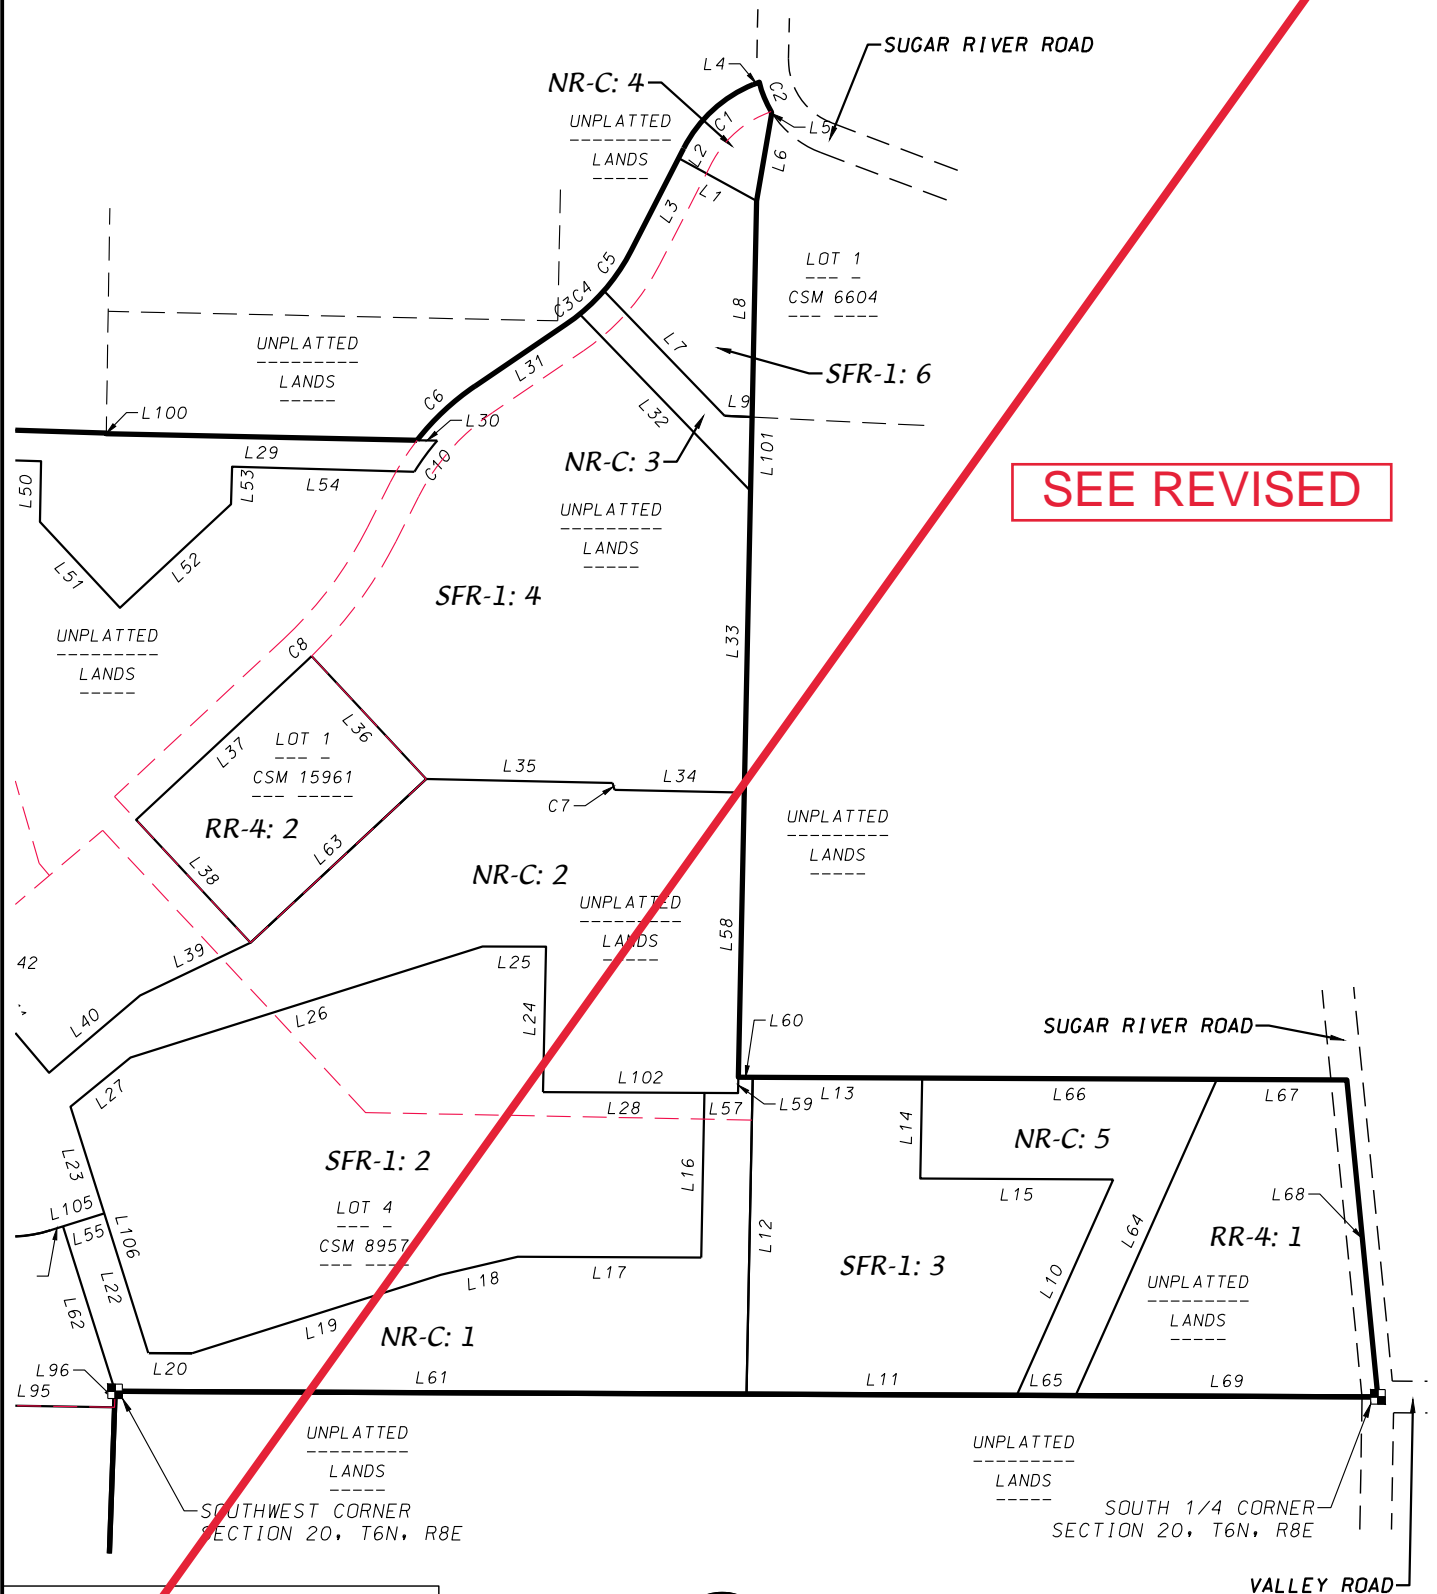 SUGAR RIVER ROAD
L4
C2
NR-C: 4
UNPLATTED
LANDS
C1
L5
L2
L6
L1
L3
LOT 1
CSM 6604
C5
C4
C3
L8
UNPLATTED
LANDS
L7
L31
SFR-1: 6
C6
L9
L32
L100
L30
L29
L101
NR-C: 3
C10
L54
L53
L50
SEE REVISED
UNPLATTED
LANDS
L51
L52
SFR-1: 4
UNPLATTED
LANDS
L33
C8
L36
LOT 1
CSM 15961
L37
L35
L34
C7
RR-4: 2
L63
UNPLATTED
LANDS
L38
NR-C: 2
UNPLATTED
LANDS
L58
L39
42
L25
L24
L26
L40
L60
SUGAR RIVER ROAD
L102
L13
L66
L67
L27
L28
L57
L59
L14
NR-C: 5
L23
SFR-1: 2
L16
L15
L68
L105
L55
L106
LOT 4
CSM 8957
L12
L64
RR-4: 1
SFR-1: 3
L17
L18
L10
UNPLATTED
LANDS
L22
L62
L19
NR-C: 1
L96
L20
L95
L61
L11
L65
L69
UNPLATTED
LANDS
UNPLATTED
LANDS
SOUTHWEST CORNER
SECTION 20, T6N, R8E
SOUTH 1/4 CORNER
SECTION 20, T6N, R8E
VALLEY ROAD